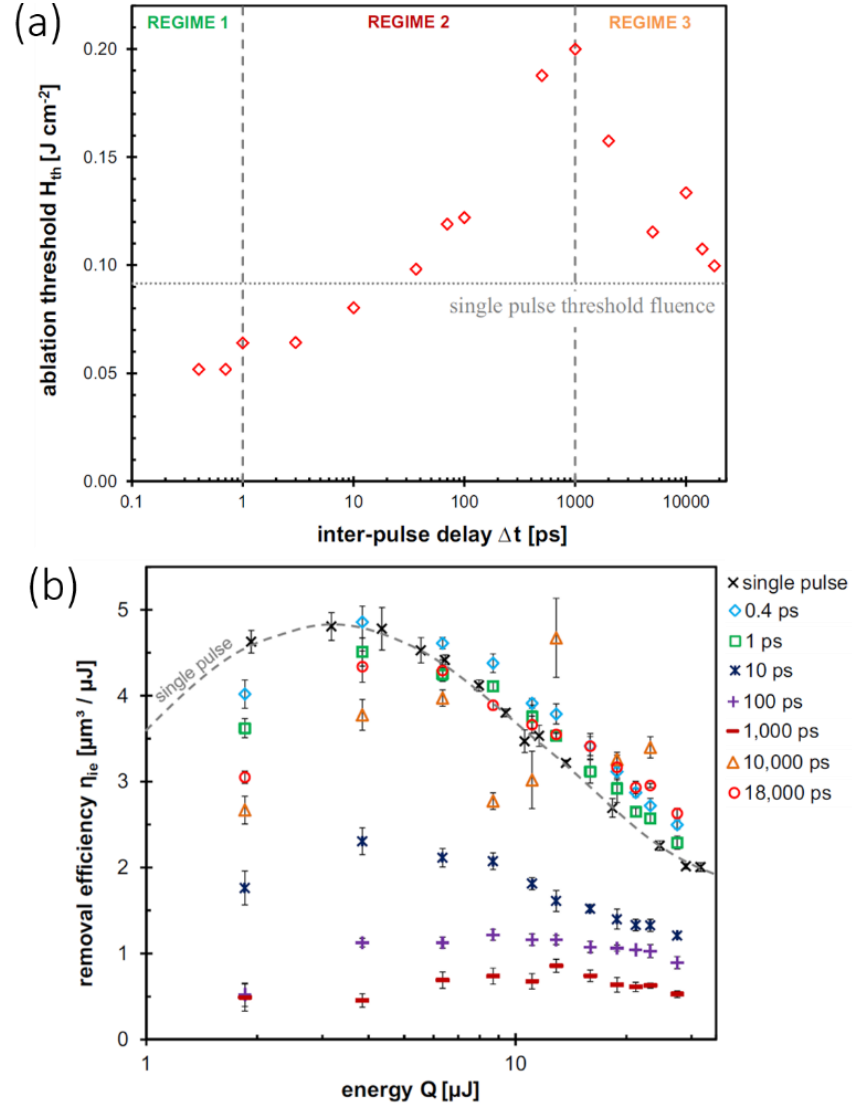 (a)
REGIME 1 REGIME 2 REGIME 3
0.20
0.15
0.10
0.05
0.00
ablation threshold H_th [J cm⁻²]
single pulse threshold fluence
0.1 1 10 100 1000 10000
inter-pulse delay Δt [ps]
(b)
5
4
3
2
1
0
removal efficiency η_ie [µm³ / µJ]
single pulse
single pulse
0.4 ps
1 ps
10 ps
100 ps
1,000 ps
10,000 ps
18,000 ps
1 10
energy Q [µJ]